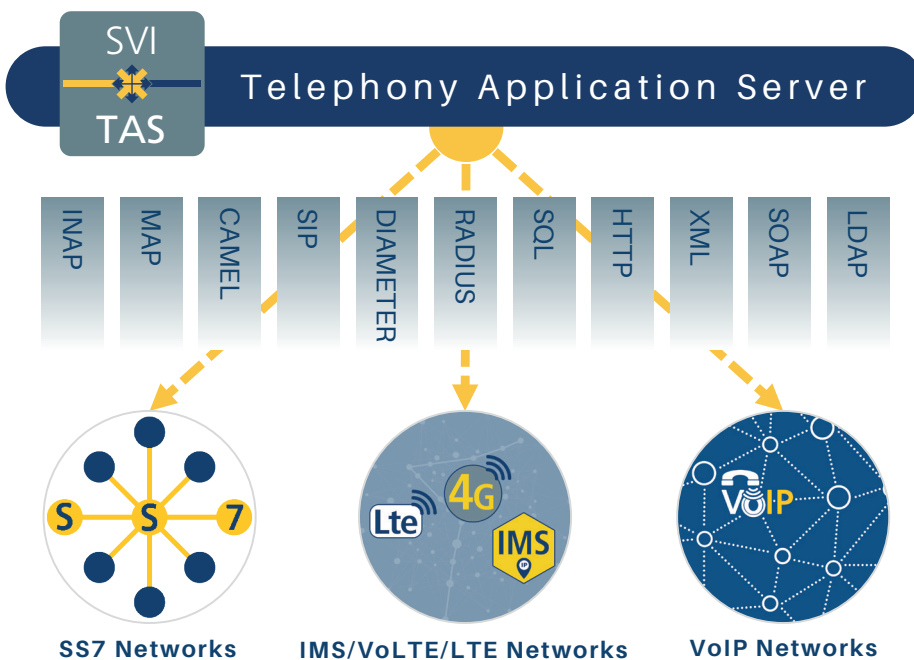 SVI
TAS
Telephony Application Server
INAP
MAP
CAMEL
SIP
DIAMETER
RADIUS
SQL
HTTP
XML
SOAP
LDAP
S S 7
Lte
4G
IMS
IP
VoIP
SS7 Networks
IMS/VoLTE/LTE Networks
VoIP Networks